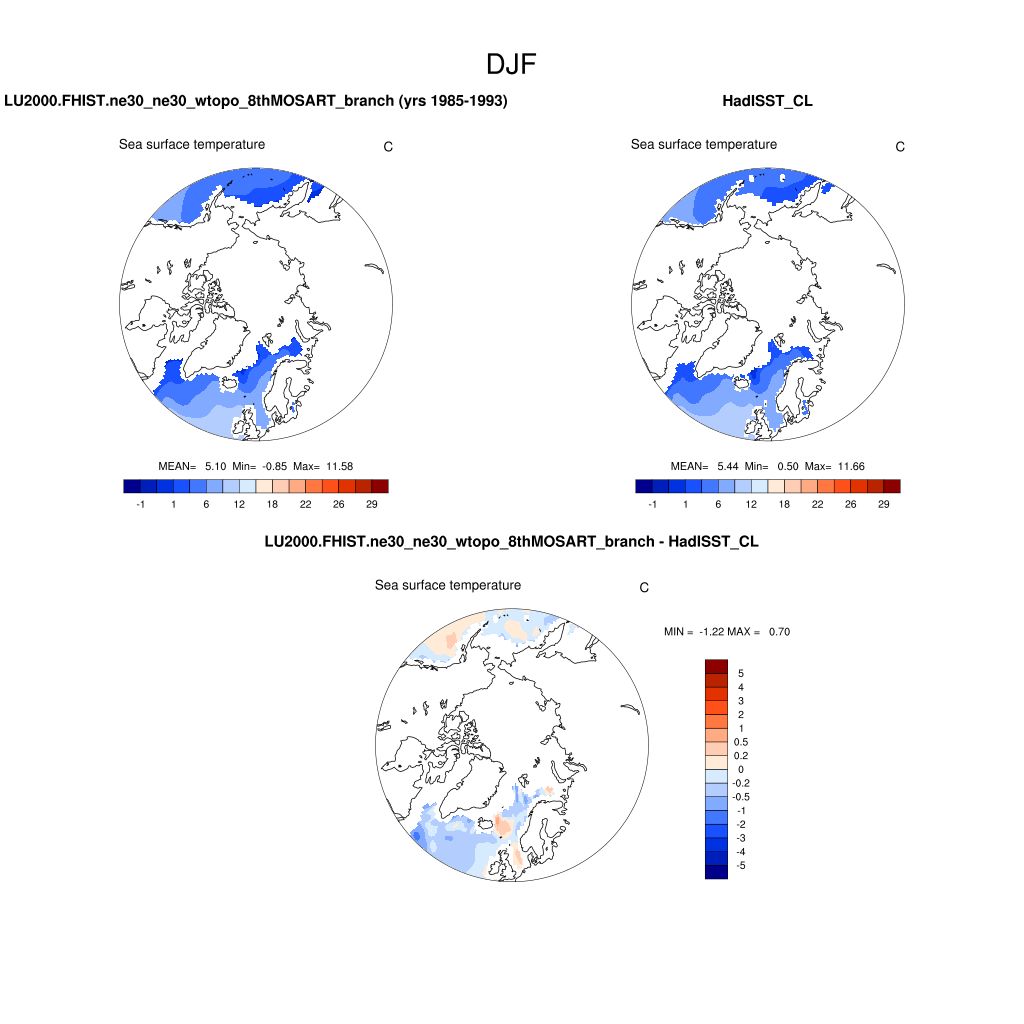 DJF
LU2000.FHIST.ne30_ne30_wtopo_8thMOSART_branch (yrs 1985-1993)
HadISST_CL
Sea surface temperature C
Sea surface temperature C
MEAN= 5.10 Min= -0.85 Max= 11.58
MEAN= 5.44 Min= 0.50 Max= 11.66
-1 1 6 12 18 22 26 29
-1 1 6 12 18 22 26 29
LU2000.FHIST.ne30_ne30_wtopo_8thMOSART_branch - HadISST_CL
Sea surface temperature C
MIN = -1.22 MAX = 0.70
5
4
3
2
1
0.5
0.2
0
-0.2
-0.5
-1
-2
-3
-4
-5